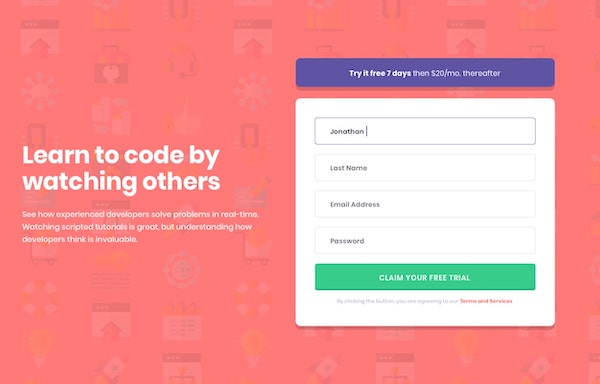 Learn to code by
watching others
See how experienced developers solve problems in real-time.
Watching scripted tutorials is great, but understanding how
developers think is invaluable.
Try it free 7 days then $20/mo. thereafter
Jonathan
Last Name
Email Address
Password
CLAIM YOUR FREE TRIAL
By clicking the button, you are agreeing to our Terms and Services